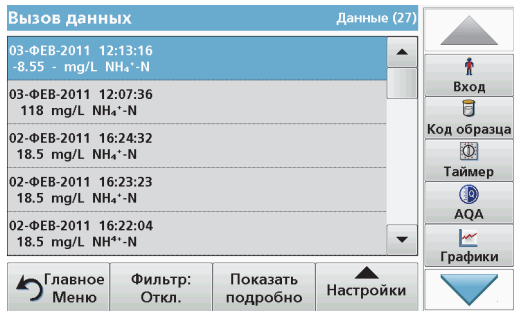 Вызов данных
Данные (27)
03-ФЕВ-2011 12:13:16
-8.55 - mg/L NH₄⁺-N
03-ФЕВ-2011 12:07:36
118 mg/L NH₄⁺-N
02-ФЕВ-2011 16:24:32
18.5 mg/L NH₄⁺-N
02-ФЕВ-2011 16:23:23
18.5 mg/L NH₄⁺-N
02-ФЕВ-2011 16:22:04
18.5 mg/L NH⁴⁺-N
Главное
Меню
Фильтр:
Откл.
Показать
подробно
Настройки
Вход
Код образца
Таймер
AQA
Графики